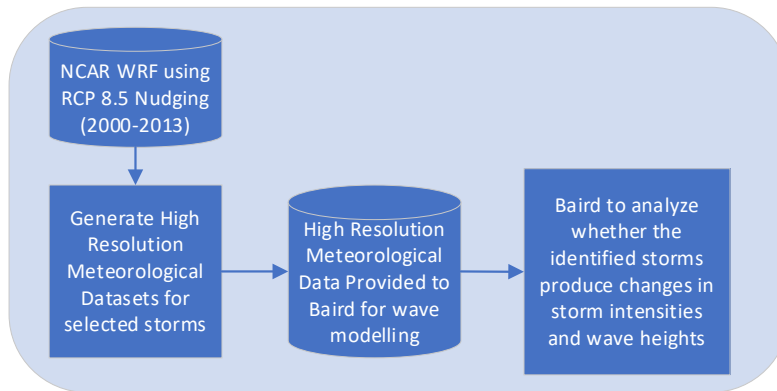 NCAR WRF using
RCP 8.5 Nudging
(2000-2013)
Generate High
Resolution
Meteorological
Datasets for
selected storms
High Resolution
Meteorological
Data Provided to
Baird for wave
modelling
Baird to analyze
whether the
identified storms
produce changes in
storm intensities
and wave heights